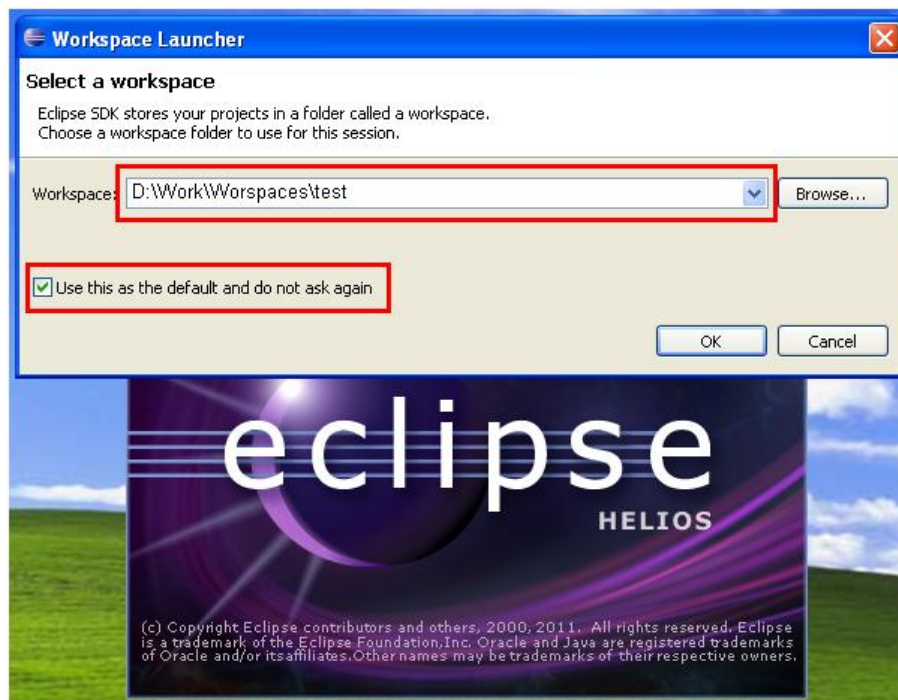 Workspace Launcher
Select a workspace
Eclipse SDK stores your projects in a folder called a workspace.
Choose a workspace folder to use for this session.
Workspace: D:\Work\Worspaces\test Browse...
Use this as the default and do not ask again
OK Cancel
eclipse
HELIOS
(c) Copyright Eclipse contributors and others, 2000, 2011. All rights reserved. Eclipse
is a trademark of the Eclipse Foundation,Inc. Oracle and Java are registered trademarks
of Oracle and/or its affiliates.Other names may be trademarks of their respective owners.